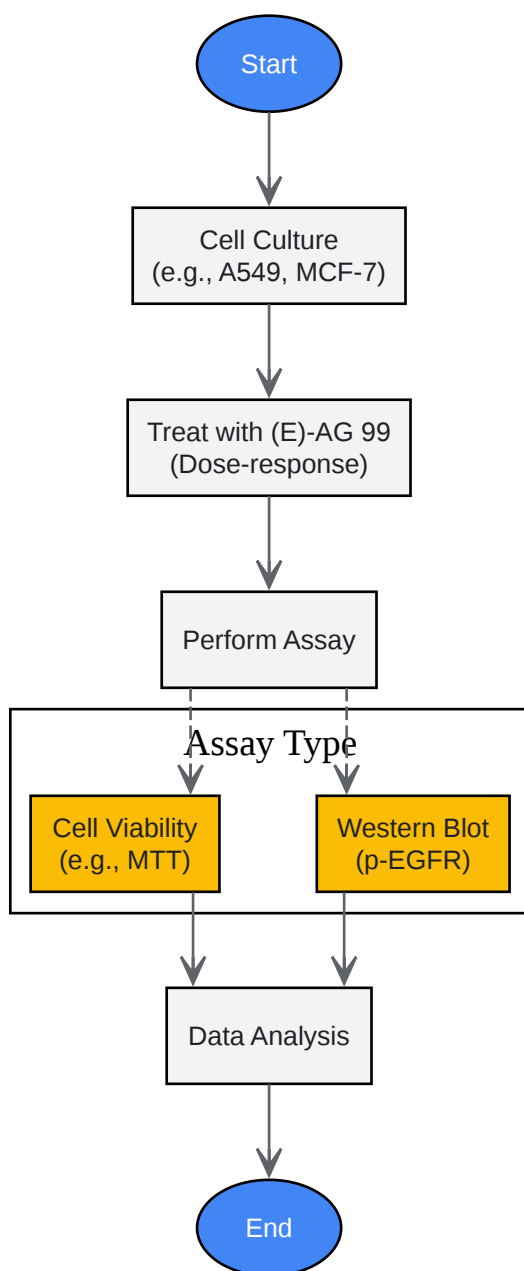 Start
Cell Culture
(e.g., A549, MCF-7)
Treat with (E)-AG 99
(Dose-response)
Perform Assay
Assay Type
Cell Viability
(e.g., MTT)
Western Blot
(p-EGFR)
Data Analysis
End